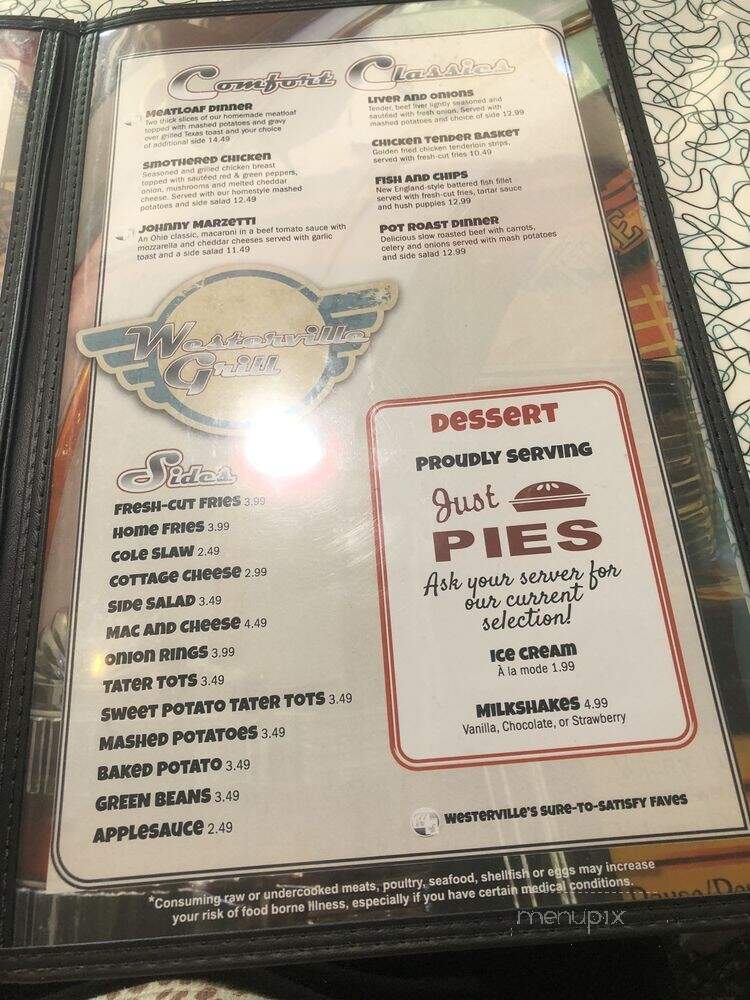 Comfort Classics
MEATLOAF DINNER
Two thick slices of our homemade meatloaf
topped with mashed potatoes and gravy
over grilled Texas toast and your choice
of additional side 14.49
SMOTHERED CHICKEN
Seasoned and grilled chicken breast
topped with sautéed red & green peppers,
onion, mushrooms and melted cheddar
cheese. Served with our homestyle mashed
potatoes and side salad 12.49
JOHNNY MARZETTI
An Ohio classic, macaroni in a beef tomato sauce with
mozzarella and cheddar cheeses served with garlic
toast and a side salad 11.49
LIVER AND ONIONS
Tender, beef liver lightly seasoned and
sautéed with fresh onion. Served with
mashed potatoes and choice of side 12.99
CHICKEN TENDER BASKET
Golden fried chicken tenderloin strips,
served with fresh-cut fries 10.49
FISH AND CHIPS
New England-style battered fish fillet
served with fresh-cut fries, tartar sauce
and hush puppies 12.99
POT ROAST DINNER
Delicious slow roasted beef with carrots,
celery and onions served with mash potatoes
and side salad 12.99
Westerville
Grill
Sides
FRESH-CUT FRIES 3.99
HOME FRIES 3.99
COLE SLAW 2.49
COTTAGE CHEESE 2.99
SIDE SALAD 3.49
MAC AND CHEESE 4.49
ONION RINGS 3.99
TATER TOTS 3.49
SWEET POTATO TATER TOTS 3.49
MASHED POTATOES 3.49
BAKED POTATO 3.49
GREEN BEANS 3.49
APPLESAUCE 2.49
DESSERT
PROUDLY SERVING
Just
PIES
Ask your server for
our current
selection!
ICE CREAM
À la mode 1.99
MILKSHAKES 4.99
Vanilla, Chocolate, or Strawberry
WESTERVILLE'S SURE-TO-SATISFY FAVES
*Consuming raw or undercooked meats, poultry, seafood, shellfish or eggs may increase
your risk of food borne illness, especially if you have certain medical conditions.
menupix